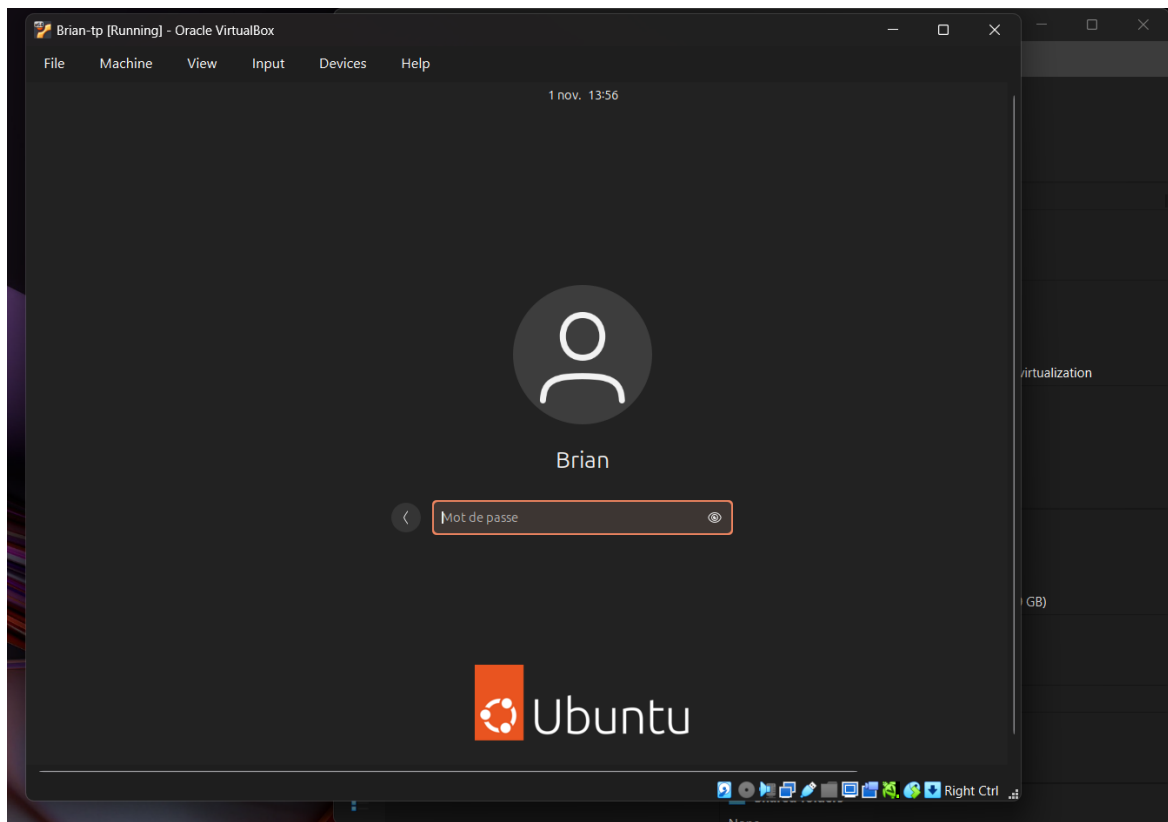 Brian-tp [Running] - Oracle VirtualBox
File Machine View Input Devices Help
1 nov. 13:56
virtualization
Brian
Mot de passe
GB)
Ubuntu
Right Ctrl